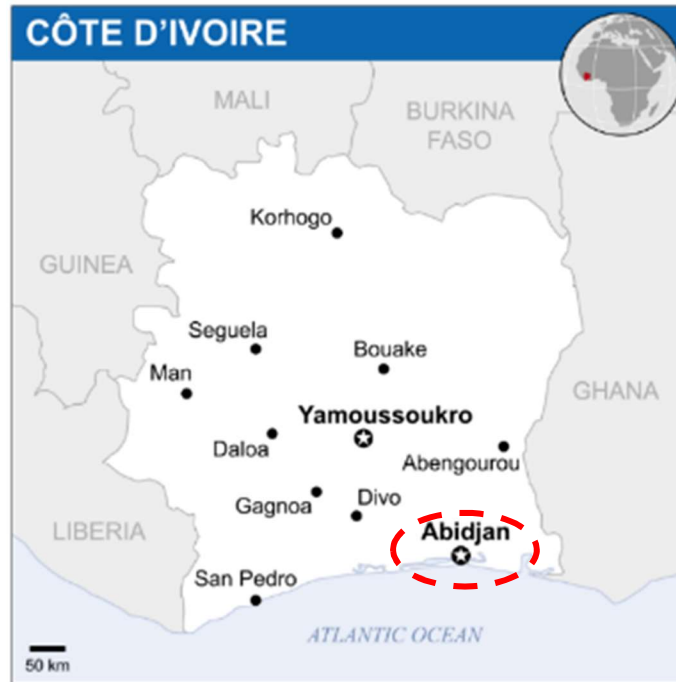 CÔTE D'IVOIRE
MALI
BURKINA
FASO
Korhogo
GUINEA
Seguela
Bouake
Man
GHANA
Yamoussoukro
Daloa
Abengourou
Gagnoa
Divo
LIBERIA
Abidjan
San Pedro
ATLANTIC OCEAN
50 km